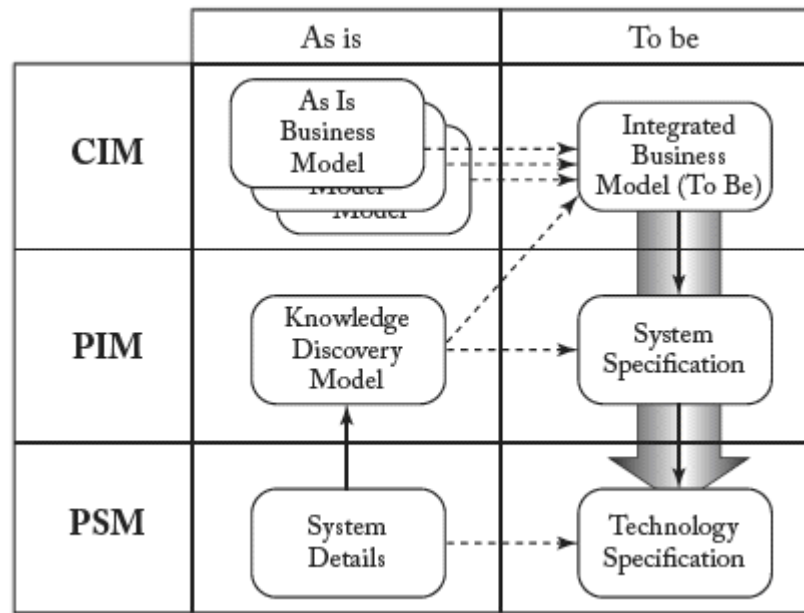 As is
To be
CIM
As Is
Business
Model
Model
Model
Integrated
Business
Model (To Be)
PIM
Knowledge
Discovery
Model
System
Specification
PSM
System
Details
Technology
Specification